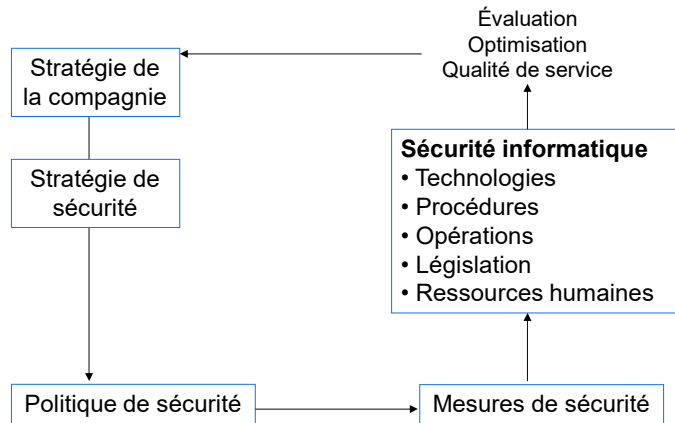 Évaluation
Optimisation
Qualité de service
Stratégie de
la compagnie
Stratégie de
sécurité
Sécurité informatique
• Technologies
• Procédures
• Opérations
• Législation
• Ressources humaines
Politique de sécurité
Mesures de sécurité